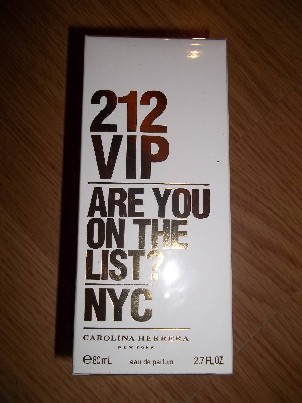 212
VIP
ARE YOU
ON THE
LIST?
NYC
CAROLINA HERRERA
NEW YORK
℮80mL eau de parfum 2.7 FL.OZ